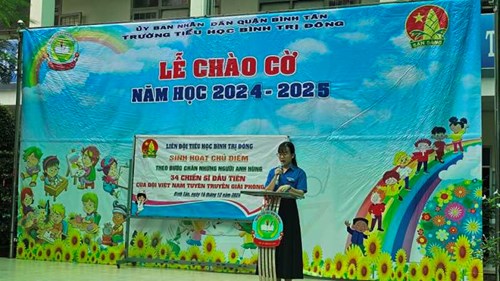 ỦY BAN NHÂN DÂN QUẬN BÌNH TÂN
TRƯỜNG TIỂU HỌC BÌNH TRỊ ĐÔNG
LỄ CHÀO CỜ
NĂM HỌC 2024 - 2025
SẴN SÀNG
LIÊN ĐỘI TIỂU HỌC BÌNH TRỊ ĐÔNG
SINH HOẠT CHỦ ĐIỂM
THEO BƯỚC CHÂN NHỮNG NGƯỜI ANH HÙNG
34 CHIẾN SĨ ĐẦU TIÊN
CỦA ĐỘI VIỆT NAM TUYÊN TRUYỀN GIẢI PHÓNG